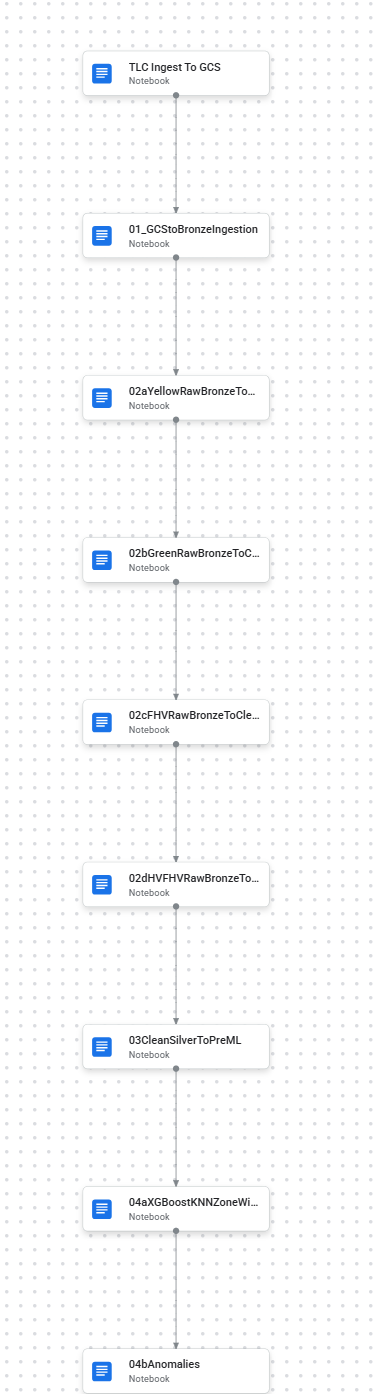 TLC Ingest To GCS
Notebook
01_GCStoBronzeIngestion
Notebook
02aYellowRawBronzeTo...
Notebook
02bGreenRawBronzeToC...
Notebook
02cFHVRawBronzeToCle...
Notebook
02dHVFHVRawBronzeTo...
Notebook
03CleanSilverToPreML
Notebook
04aXGBoostKNNZoneWi...
Notebook
04bAnomalies
Notebook